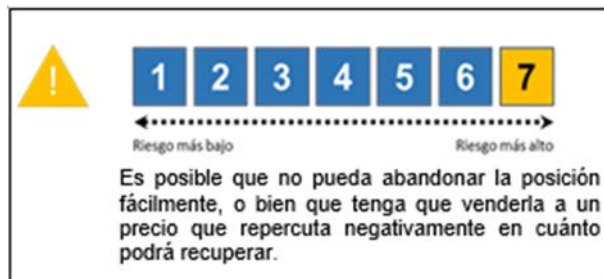 !
1 2 3 4 5 6 7
Riesgo más bajo Riesgo más alto
Es posible que no pueda abandonar la posición
fácilmente, o bien que tenga que venderla a un
precio que repercuta negativamente en cuánto
podrá recuperar.